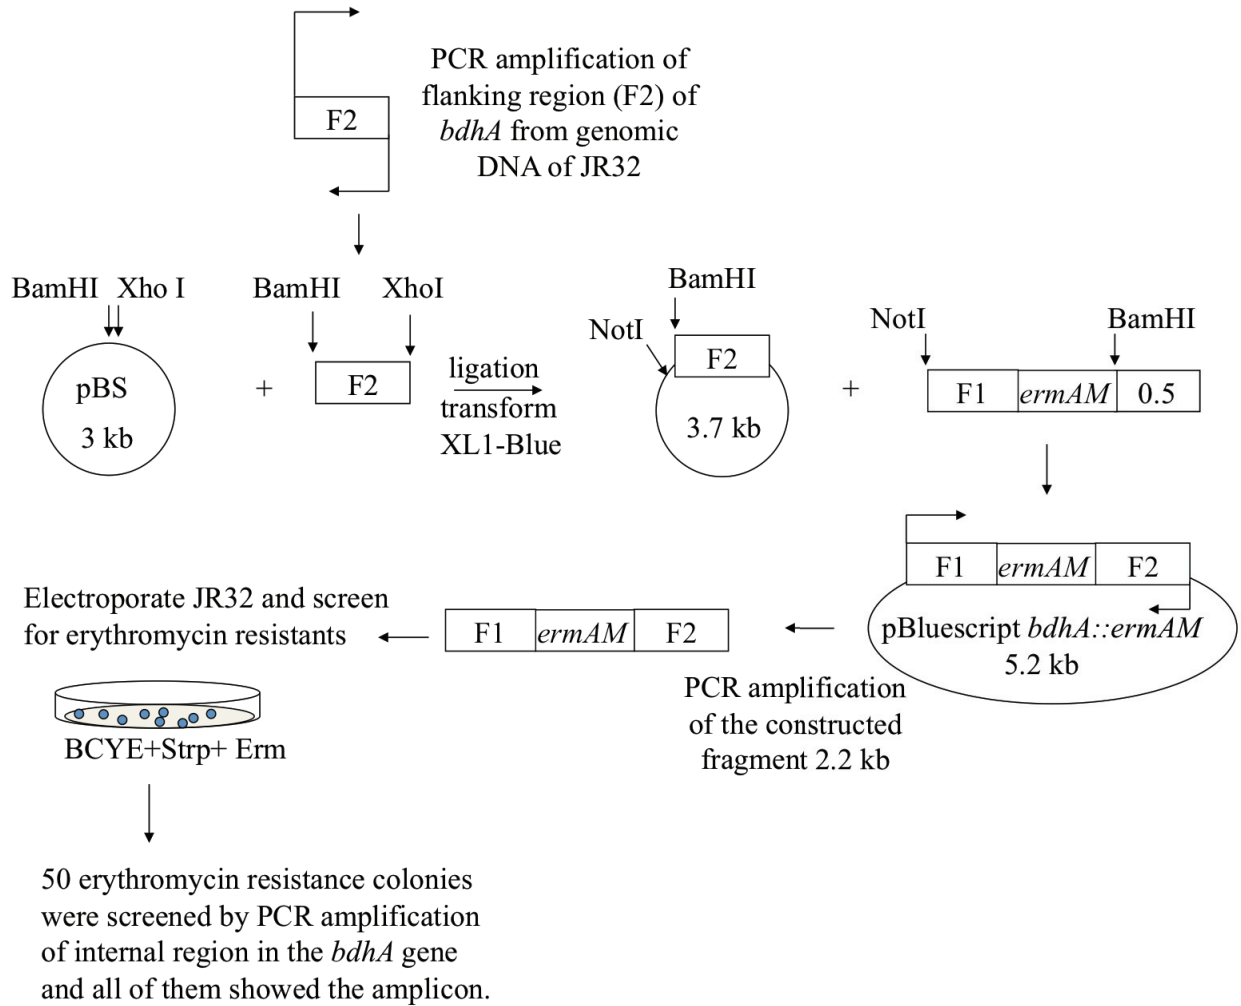 PCR amplification of
flanking region (F2) of
bdhA from genomic
DNA of JR32
F2
BamHI Xho I
pBS
3 kb
+
BamHI XhoI
F2
ligation
transform
XL1-Blue
BamHI
NotI
F2
3.7 kb
+
NotI BamHI
F1 ermAM 0.5
F1 ermAM F2
pBluescript bdhA::ermAM
5.2 kb
PCR amplification
of the constructed
fragment 2.2 kb
F1 ermAM F2
Electroporate JR32 and screen
for erythromycin resistants
BCYE+Strp+ Erm
50 erythromycin resistance colonies
were screened by PCR amplification
of internal region in the bdhA gene
and all of them showed the amplicon.